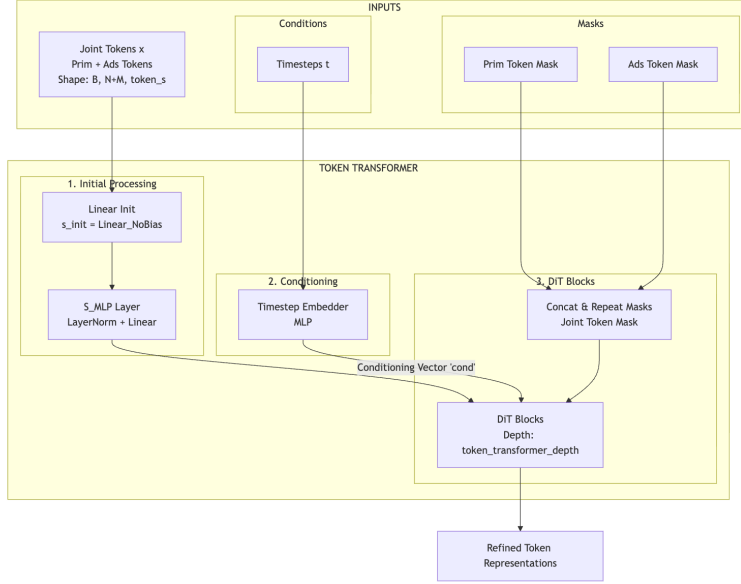 INPUTS
Conditions
Masks
Joint Tokens x
Prim + Ads Tokens
Shape: B, N+M, token_s
Timesteps t
Prim Token Mask
Ads Token Mask
TOKEN TRANSFORMER
1. Initial Processing
Linear Init
s_init = Linear_NoBias
2. Conditioning
3. DiT Blocks
S_MLP Layer
LayerNorm + Linear
Timestep Embedder
MLP
Concat & Repeat Masks
Joint Token Mask
Conditioning Vector 'cond'
DiT Blocks
Depth:
token_transformer_depth
Refined Token
Representations